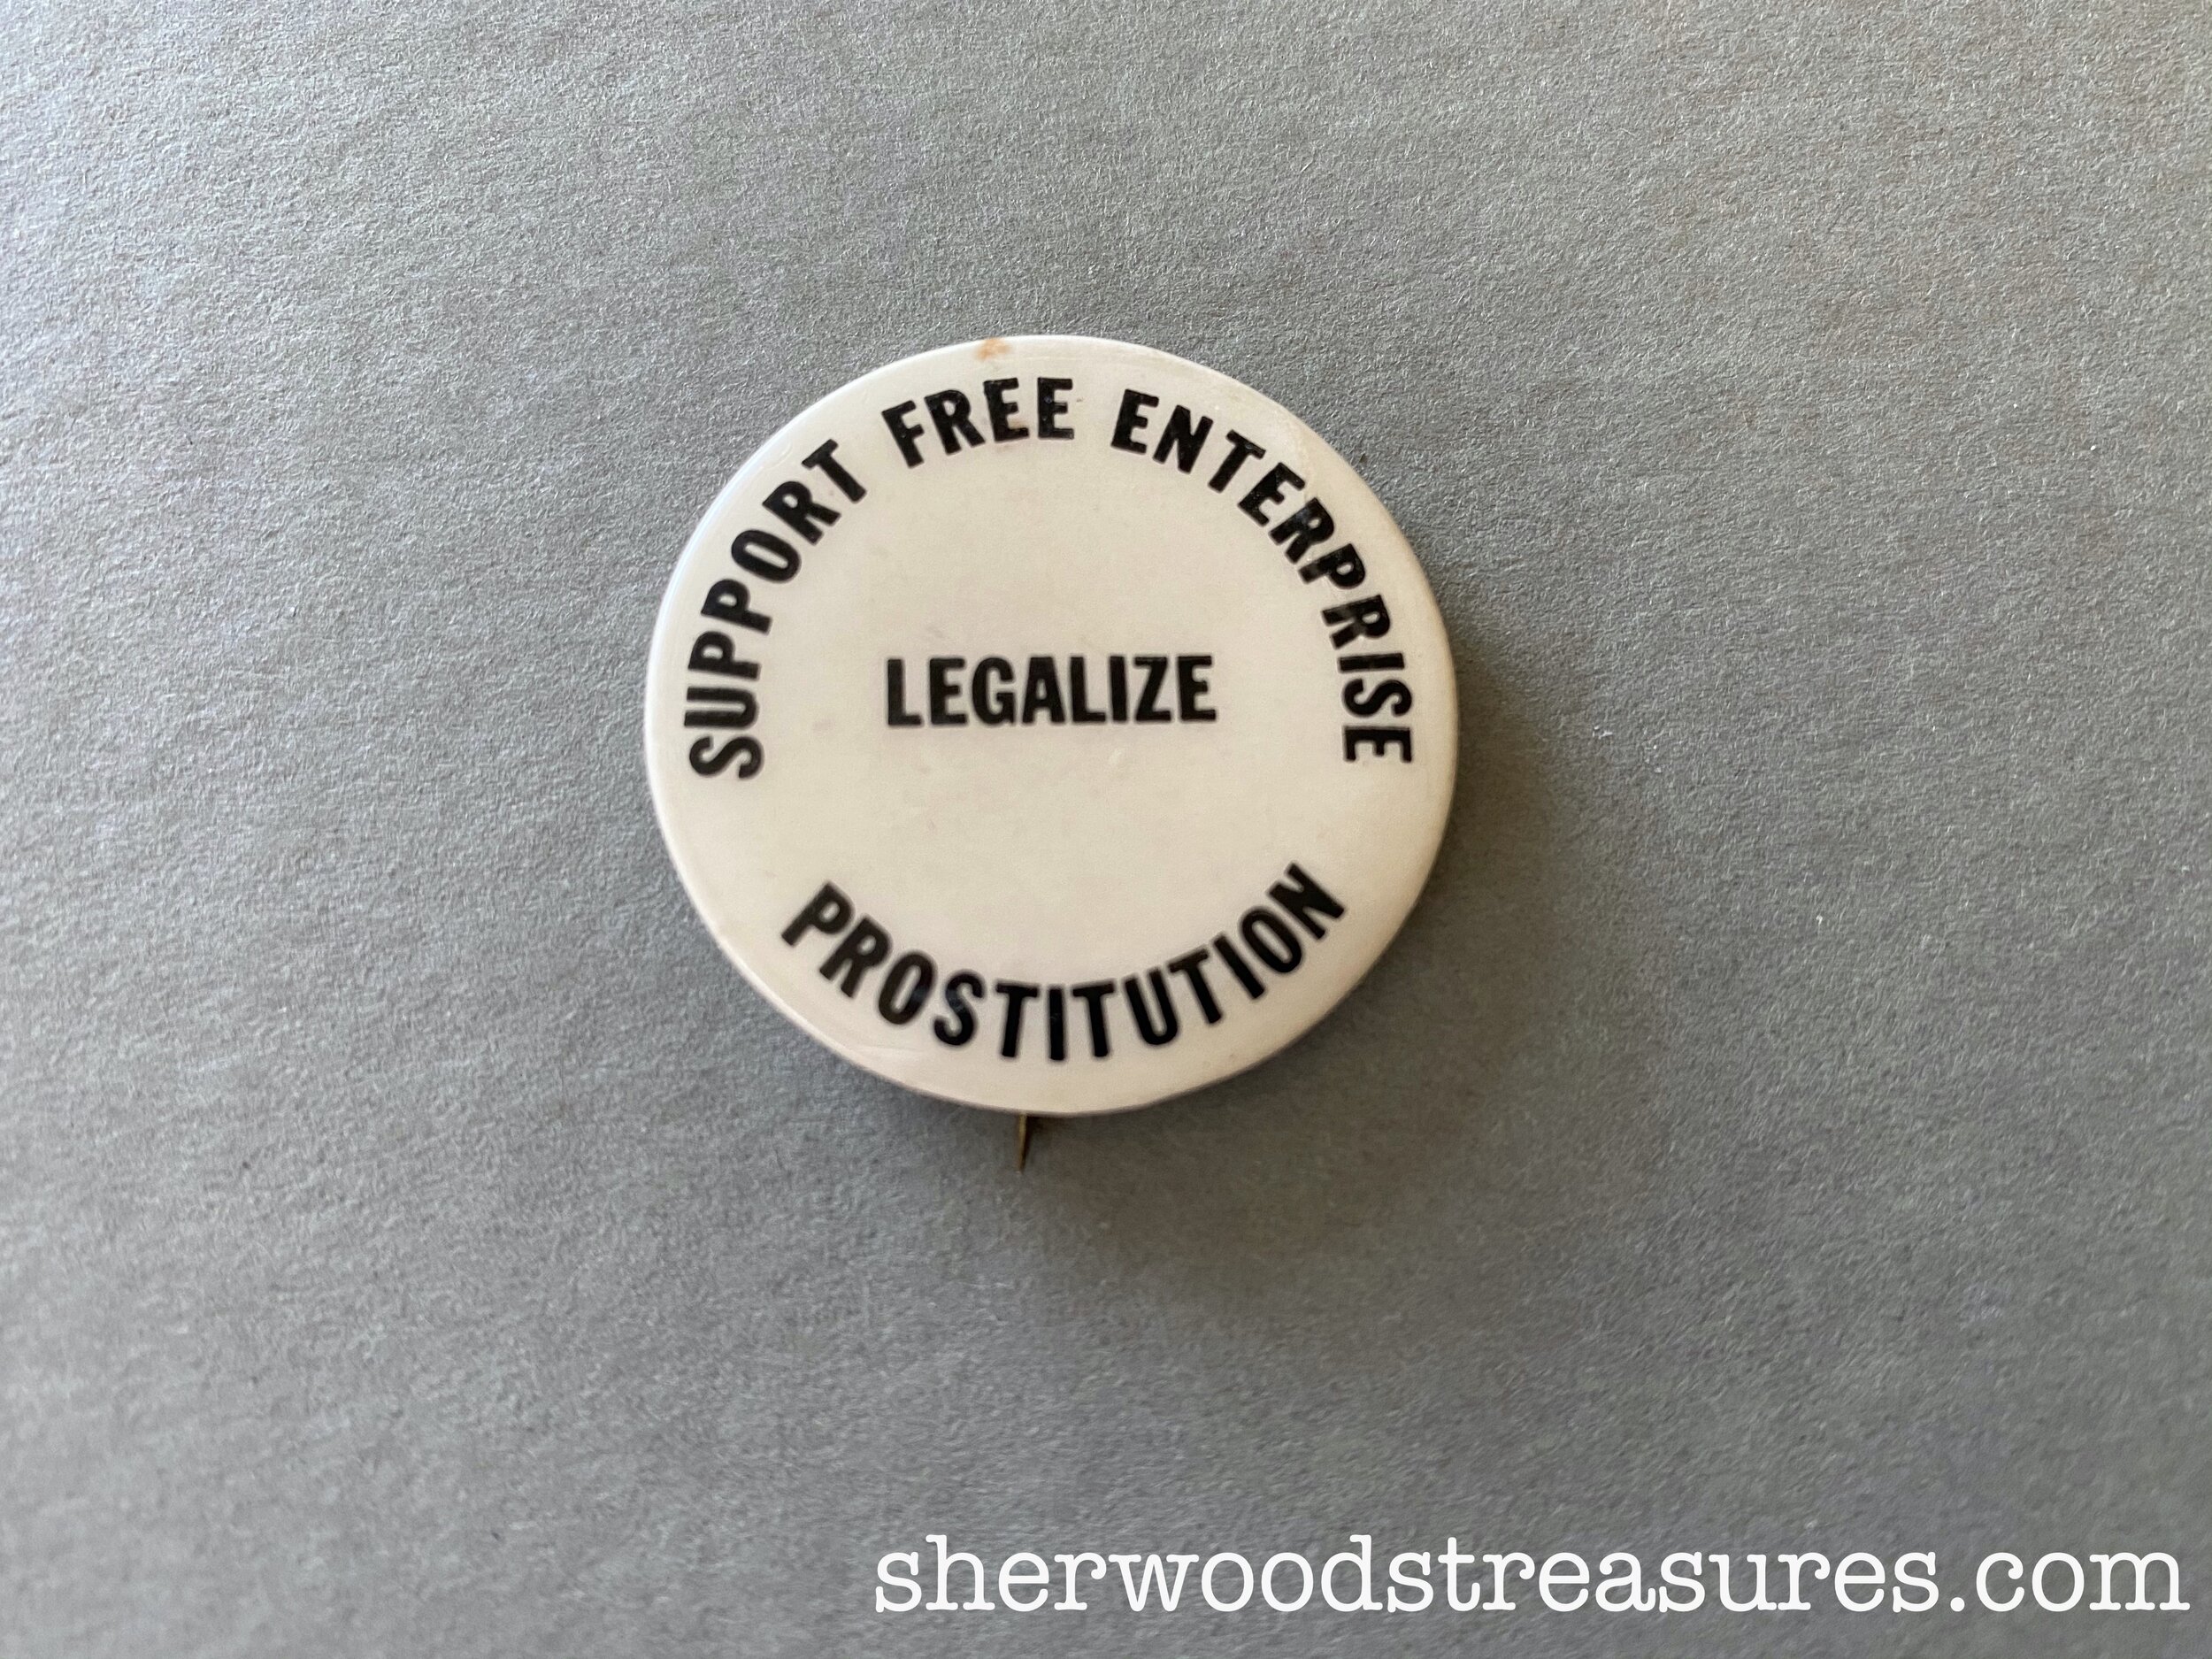 SUPPORT FREE ENTERPRISE
LEGALIZE
PROSTITUTION
sherwoodstreasures.com